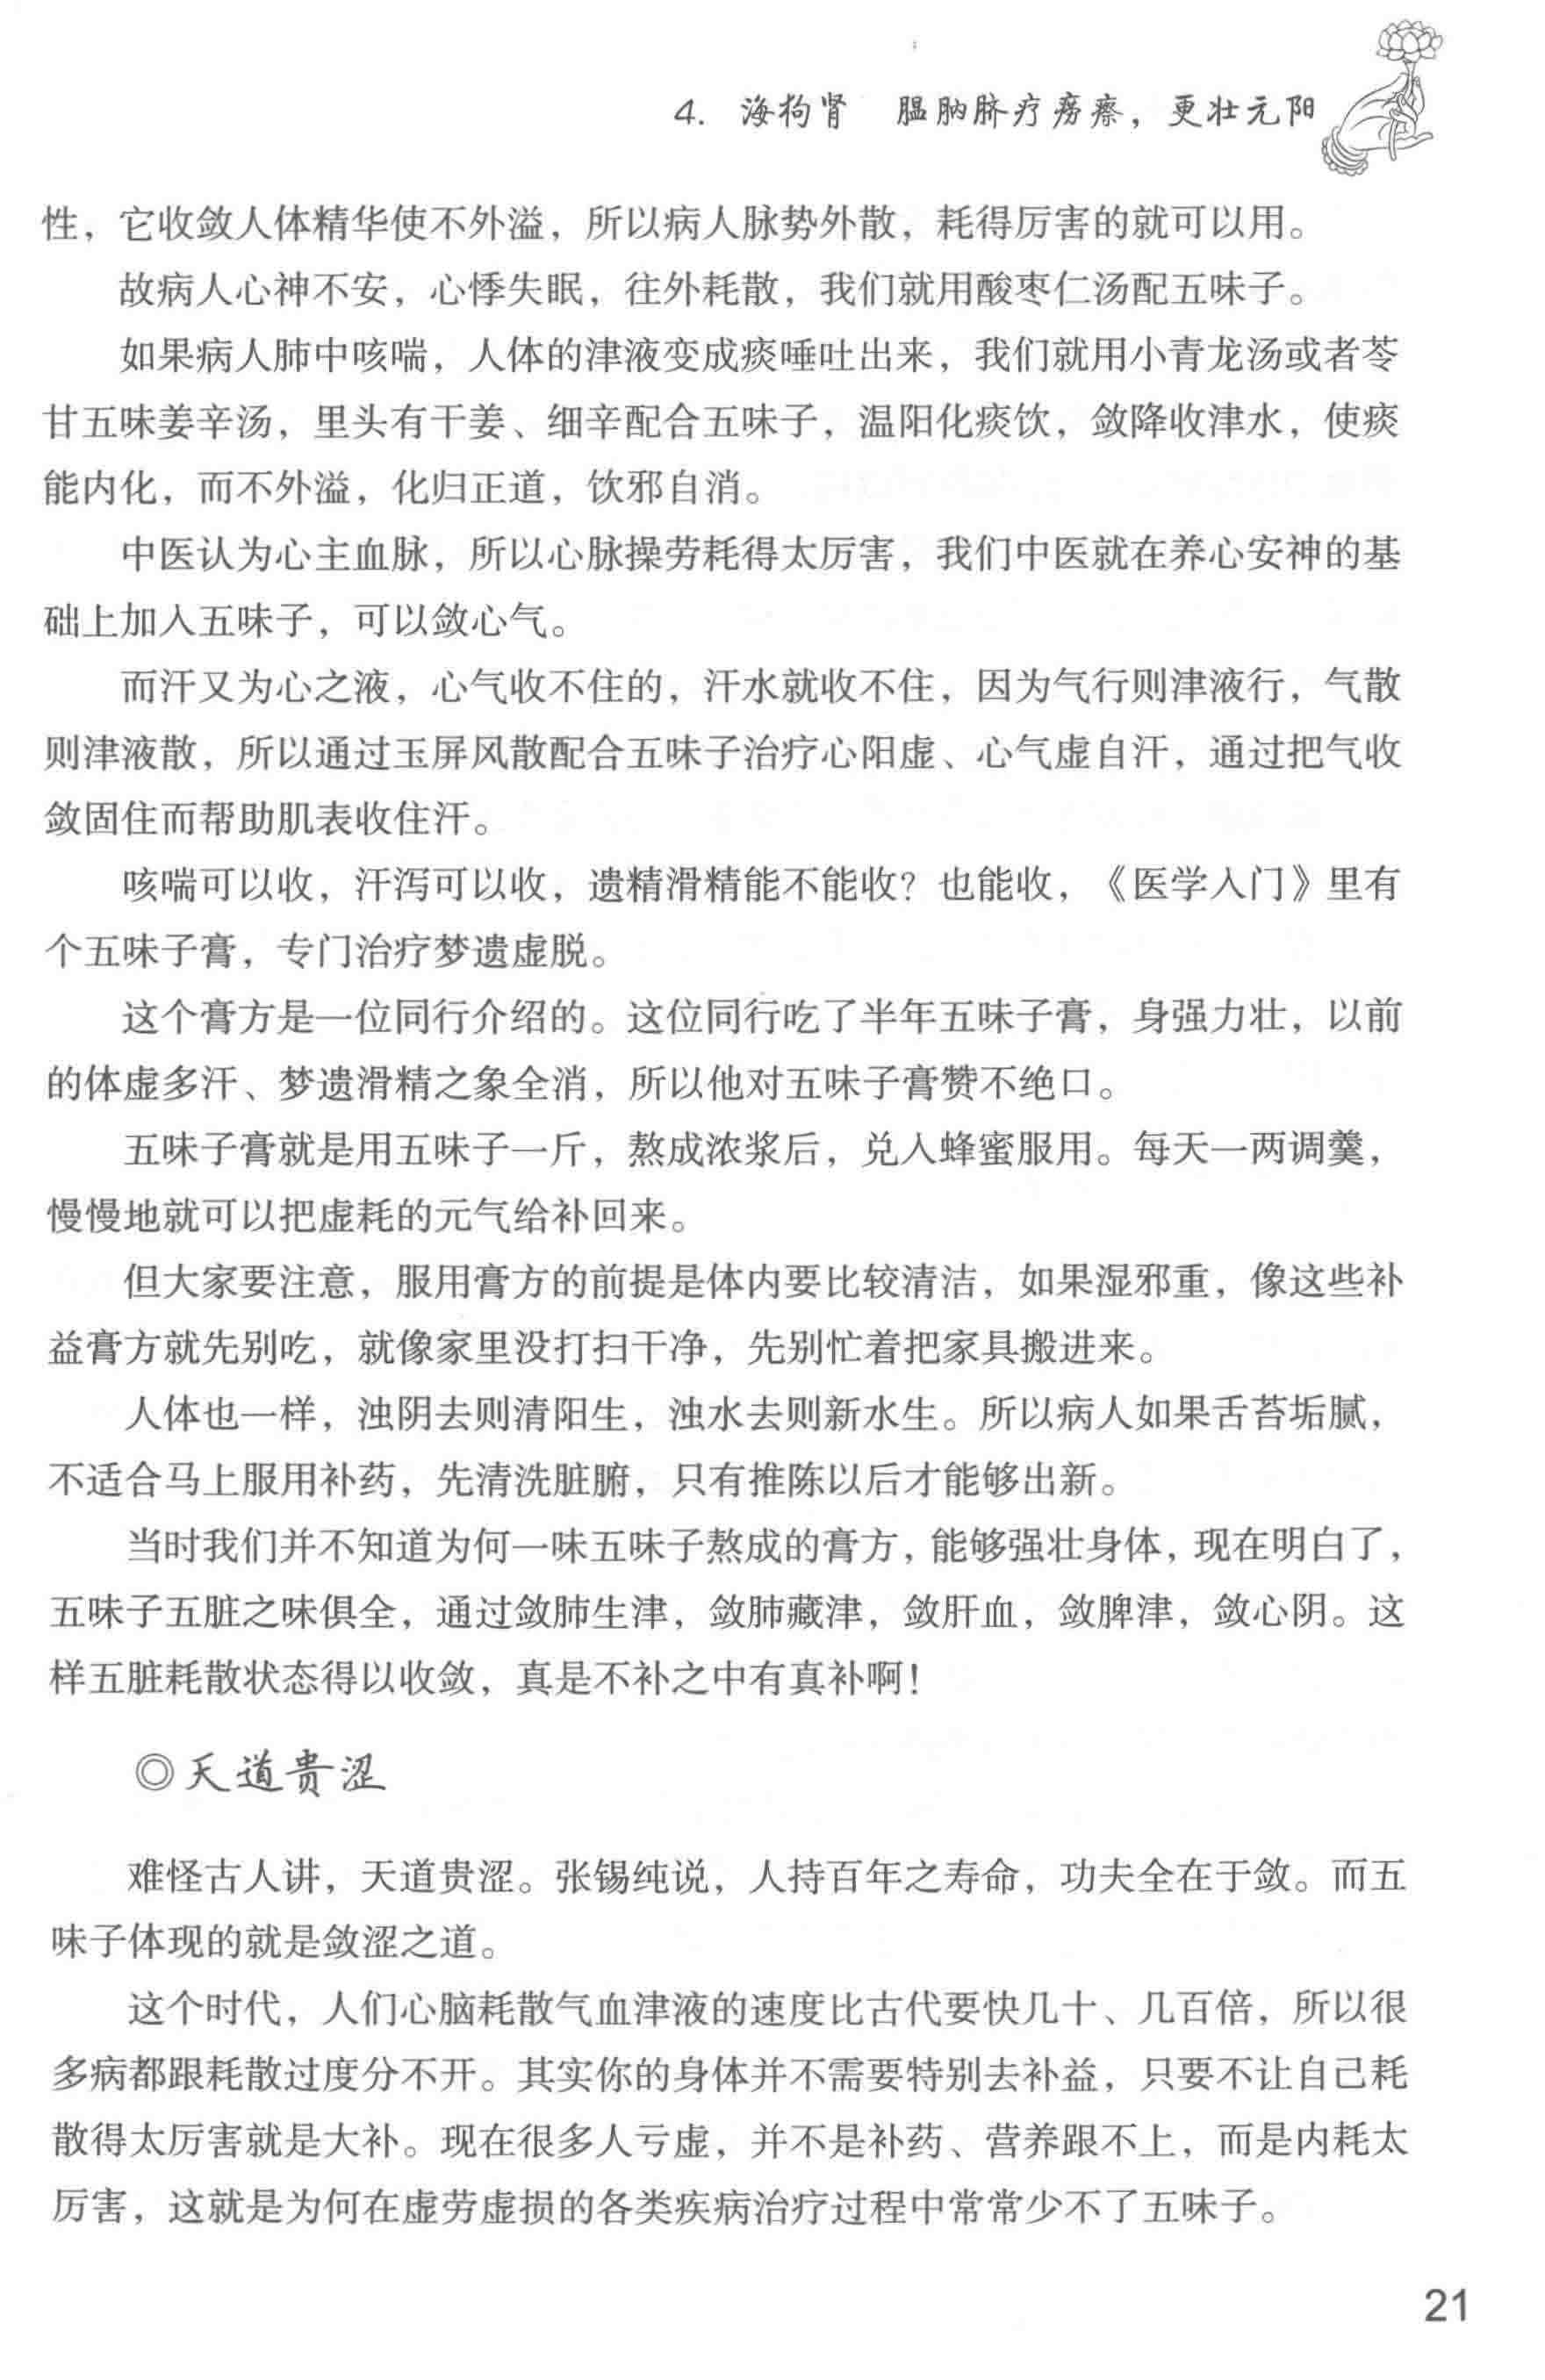 4. 海狗肾　腽肭脐疗痨瘵，更壮元阳
性，它收敛人体精华使不外溢，所以病人脉势外散，耗得厉害的就可以用。
故病人心神不安，心悸失眠，往外耗散，我们就用酸枣仁汤配五味子。
如果病人肺中咳喘，人体的津液变成痰唾吐出来，我们就用小青龙汤或者苓
甘五味姜辛汤，里头有干姜、细辛配合五味子，温阳化痰饮，敛降收津水，使痰
能内化，而不外溢，化归正道，饮邪自消。
中医认为心主血脉，所以心脉操劳耗得太厉害，我们中医就在养心安神的基
础上加入五味子，可以敛心气。
而汗又为心之液，心气收不住的，汗水就收不住，因为气行则津液行，气散
则津液散，所以通过玉屏风散配合五味子治疗心阳虚、心气虚自汗，通过把气收
敛固住而帮助肌表收住汗。
咳喘可以收，汗泻可以收，遗精滑精能不能收？也能收，《医学入门》里有
个五味子膏，专门治疗梦遗虚脱。
这个膏方是一位同行介绍的。这位同行吃了半年五味子膏，身强力壮，以前
的体虚多汗、梦遗滑精之象全消，所以他对五味子膏赞不绝口。
五味子膏就是用五味子一斤，熬成浓浆后，兑入蜂蜜服用。每天一两调羹，
慢慢地就可以把虚耗的元气给补回来。
但大家要注意，服用膏方的前提是体内要比较清洁，如果湿邪重，像这些补
益膏方就先别吃，就像家里没打扫干净，先别忙着把家具搬进来。
人体也一样，浊阴去则清阳生，浊水去则新水生。所以病人如果舌苔垢腻，
不适合马上服用补药，先清洗脏腑，只有推陈以后才能够出新。
当时我们并不知道为何一味五味子熬成的膏方，能够强壮身体，现在明白了，
五味子五脏之味俱全，通过敛肺生津，敛肺藏津，敛肝血，敛脾津，敛心阴。这
样五脏耗散状态得以收敛，真是不补之中有真补啊！
◎天道贵涩
难怪古人讲，天道贵涩。张锡纯说，人持百年之寿命，功夫全在于敛。而五
味子体现的就是敛涩之道。
这个时代，人们心脑耗散气血津液的速度比古代要快几十、几百倍，所以很
多病都跟耗散过度分不开。其实你的身体并不需要特别去补益，只要不让自己耗
散得太厉害就是大补。现在很多人亏虚，并不是补药、营养跟不上，而是内耗太
厉害，这就是为何在虚劳虚损的各类疾病治疗过程中常常少不了五味子。
21